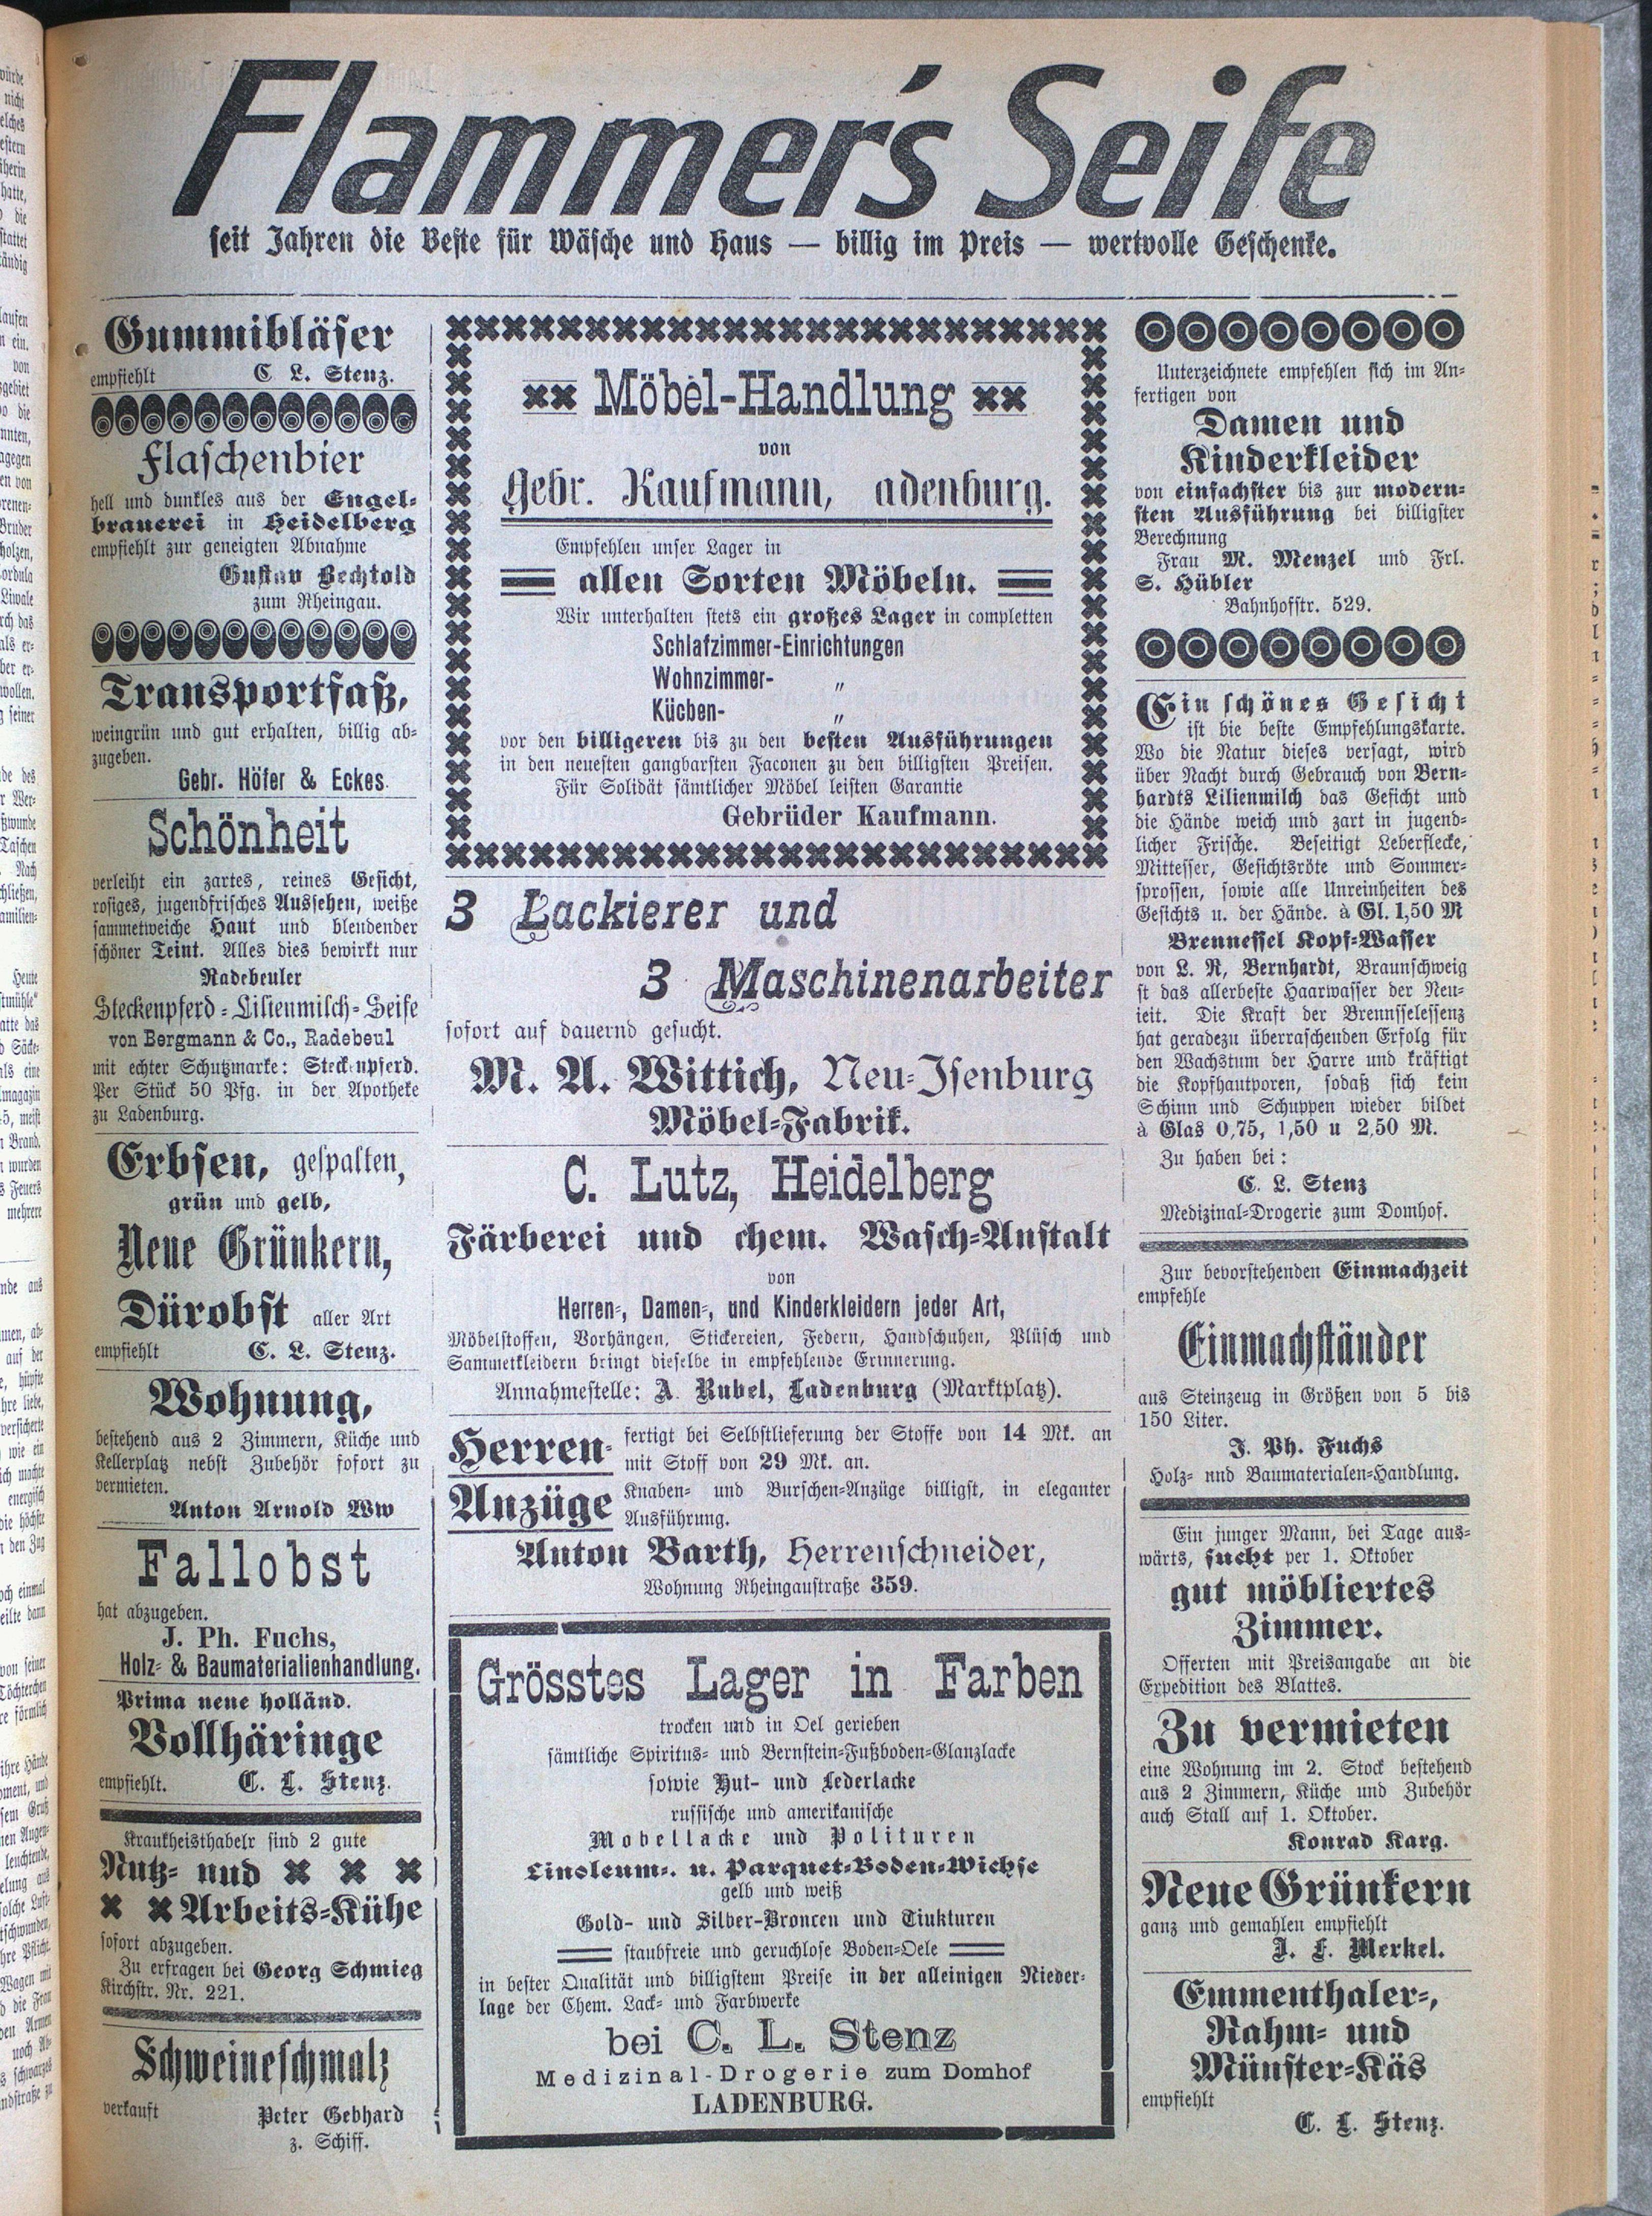 Flammer's Seife
seit Jahren die Beste für Wäsche und Haus — billig im Preis — wertvolle Geschenke.
Gummibläser
empfiehlt C L. Stenz.
Flaschenbier
hell und dunkles aus der Engel-
brauerei in Heidelberg
empfiehlt zur geneigten Abnahme
Gustav Bechtold
zum Rheingau.
Transportfaß,
weingrün und gut erhalten, billig ab-
zugeben.
Gebr. Höfer & Eckes.
Schönheit
verleiht ein zartes, reines Gesicht,
rosiges, jugendfrisches Aussehen, weiße
sammetweiche Haut und blendender
schöner Teint. Alles dies bewirkt nur
Radebeuler
Steckenpferd-Lilienmilch-Seife
von Bergmann & Co., Radebeul
mit echter Schutzmarke: Steckenpferd.
Per Stück 50 Pfg. in der Apotheke
zu Ladenburg.
Erbsen, gespalten,
grün und gelb,
Neue Grünkern,
Dürobst aller Art
empfiehlt C. L. Stenz.
Wohnung,
bestehend aus 2 Zimmern, Küche und
Kellerplatz nebst Zubehör sofort zu
vermieten.
Anton Arnold Ww
Fallobst
hat abzugeben.
J. Ph. Fuchs,
Holz- & Baumaterialienhandlung.
Prima neue holländ.
Vollhäringe
empfiehlt. C. L. Stenz.
Krankheisthabelr sind 2 gute
Nutz- und
Arbeits-Kühe
sofort abzugeben.
Zu erfragen bei Georg Schmieg
Kirchstr. Nr. 221.
Schweineschmalz
verkauft Peter Gebhard
z. Schiff.
Möbel-Handlung
von
Gebr. Kaufmann, adenburg.
Empfehlen unser Lager in
allen Sorten Möbeln.
Wir unterhalten stets ein großes Lager in completten
Schlafzimmer-Einrichtungen
Wohnzimmer- „
Küchen- „
vor den billigeren bis zu den besten Ausführungen
in den neuesten gangbarsten Faconen zu den billigsten Preisen.
Für Solidät sämtlicher Möbel leisten Garantie
Gebrüder Kaufmann.
3 Lackierer und
3 Maschinenarbeiter
sofort auf dauernd gesucht.
M. A. Wittich, Neu-Isenburg
Möbel-Fabrik.
C. Lutz, Heidelberg
Färberei und chem. Wasch-Anstalt
von
Herren-, Damen-, und Kinderkleidern jeder Art,
Möbelstoffen, Vorhängen, Stickereien, Federn, Handschuhen, Plüsch und
Sammetkleidern bringt dieselbe in empfehlende Erinnerung.
Annahmestelle: A. Rubel, Ladenburg (Marktplatz).
Herren-
Anzüge
fertigt bei Selbstlieferung der Stoffe von 14 Mk. an
mit Stoff von 29 Mk. an.
Knaben- und Burschen-Anzüge billigst, in eleganter
Ausführung.
Anton Barth, Herrenschneider,
Wohnung Rheingaustraße 359.
Grösstes Lager in Farben
trocken und in Oel gerieben
sämtliche Spiritus- und Bernstein-Fußboden-Glanzlacke
sowie Hut- und Lederlacke
russische und amerikanische
Mobellacke und Polituren
Linoleum-. u. Parquet-Boden-Wichse
gelb und weiß
Gold- und Silber-Broncen und Tiukturen
staubfreie und geruchlose Boden-Oele
in bester Qualität und billigstem Preise in der alleinigen Nieder-
lage der Chem. Lack- und Farbwerke
bei C. L. Stenz
Medizinal-Drogerie zum Domhof
LADENBURG.
Unterzeichnete empfehlen sich im An-
fertigen von
Damen und
Kinderkleider
von einfachster bis zur modern-
sten Ausführung bei billigster
Berechnung
Frau M. Menzel und Frl.
S. Hübler
Bahnhofstr. 529.
Ein schönes Gesicht
ist bie beste Empfehlungskarte.
Wo die Natur dieses versagt, wird
über Nacht durch Gebrauch von Bern-
hardts Lilienmilch das Gesicht und
die Hände weich und zart in jugend-
licher Frische. Beseitigt Leberflecke,
Mittesser, Gesichtsröte und Sommer-
sprossen, sowie alle Unreinheiten des
Gesichts u. der Hände. à Gl. 1,50 M
Brennessel Kopf-Wasser
von L. R, Bernhardt, Braunschweig
st das allerbeste Haarwasser der Neu-
ieit. Die Kraft der Brennsselessenz
hat geradezu überraschenden Erfolg für
den Wachstum der Harre und kräftigt
die Kopfhautporen, sodaß sich kein
Schinn und Schuppen wieder bildet
à Glas 0,75, 1,50 u 2,50 M.
Zu haben bei:
C. L. Stenz
Medizinal-Drogerie zum Domhof.
Zur bevorstehenden Einmachzeit
empfehle
Einmachständer
aus Steinzeug in Größen von 5 bis
150 Liter.
J. Ph. Fuchs
Holz- und Baumaterialen-Handlung.
Ein junger Mann, bei Tage aus-
wärts, sucht per 1. Oktober
gut möbliertes
Zimmer.
Offerten mit Preisangabe an die
Expedition des Blattes.
Zu vermieten
eine Wohnung im 2. Stock bestehend
aus 2 Zimmern, Küche und Zubehör
auch Stall auf 1. Oktober.
Konrad Karg.
Neue Grünkern
ganz und gemahlen empfiehlt
J. F. Merkel.
Emmenthaler-,
Rahm- und
Münster-Käs
empfiehlt
C. L. Stenz.